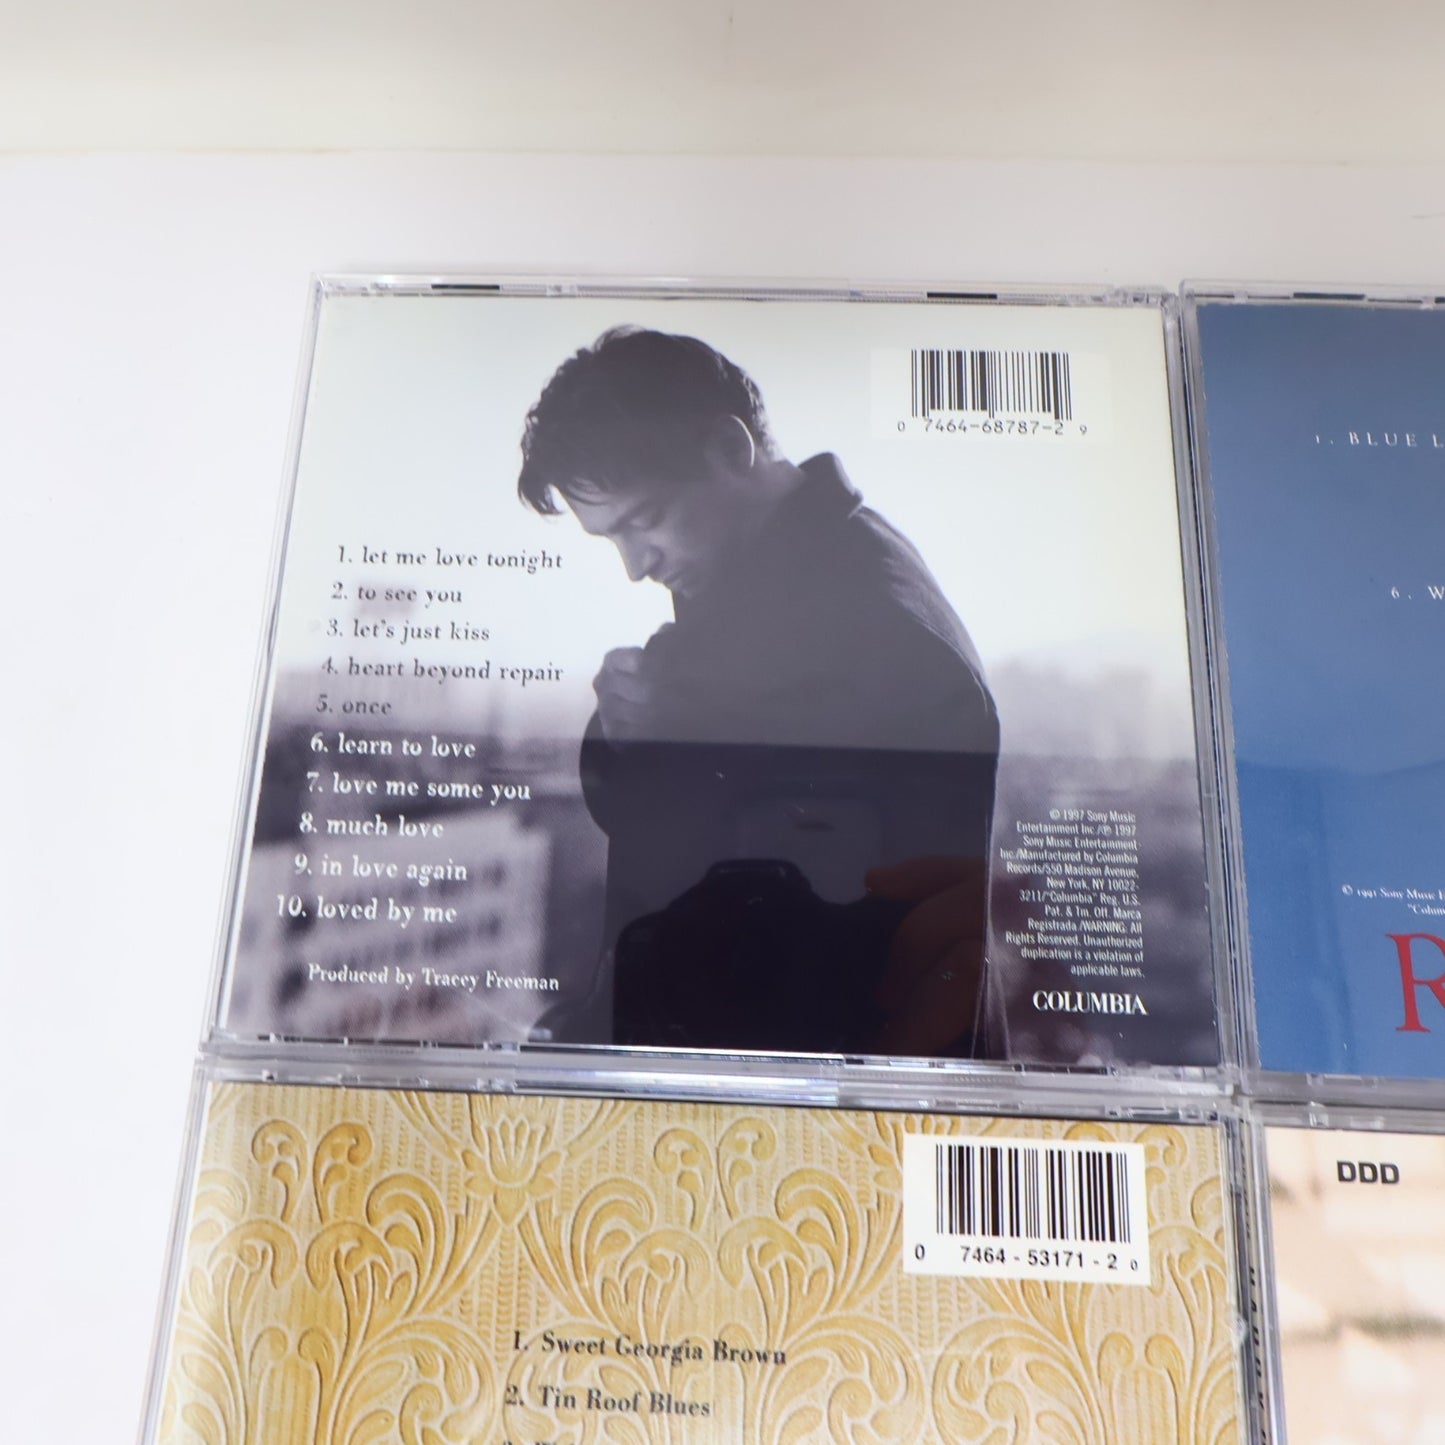 0 7464-68787-2 9
1. let me love tonight
2. to see you
3. let's just kiss
4. heart beyond repair
5. once
6. learn to love
7. love me some you
8. much love
9. in love again
10. loved by me
Produced by Tracey Freeman
© 1997 Sony Music
Entertainment Inc./℗ 1997
Sony Music Entertainment
Inc./Manufactured by Columbia
Records/550 Madison Avenue,
New York, NY 10022-
3211/"Columbia" Reg. U.S.
Pat. & Tm. Off. Marca
Registrada./WARNING: All
Rights Reserved. Unauthorized
duplication is a violation of
applicable laws.
COLUMBIA
1. BLUE L
6. W
© 1991 Sony Music
R
0 7464-53171-2 0
1. Sweet Georgia Brown
2. Tin Roof Blues
DDD